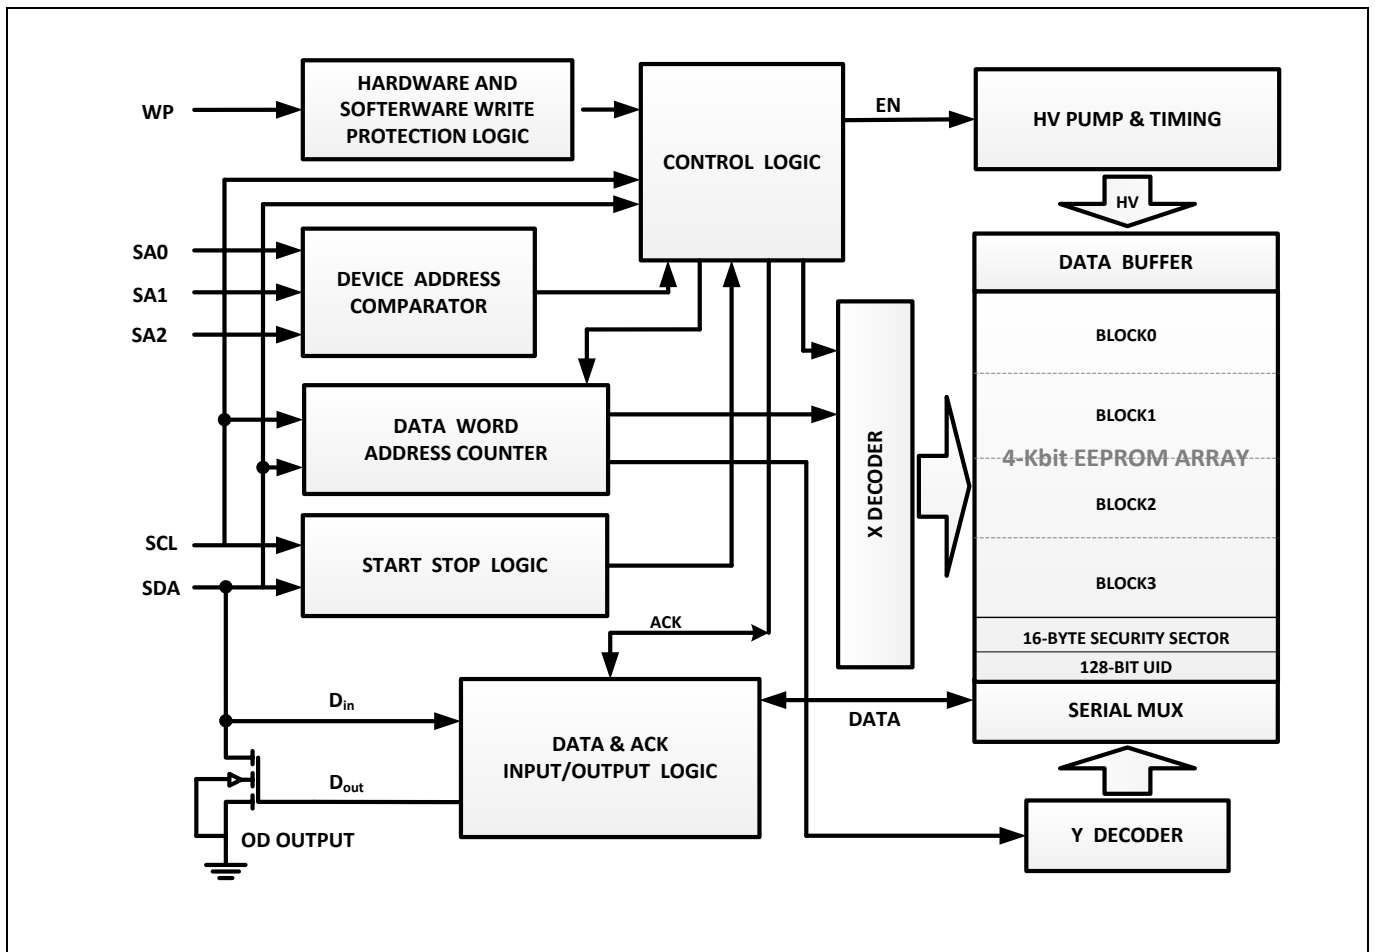 HARDWARE AND
SOFTERWARE WRITE
PROTECTION LOGIC
WP
CONTROL LOGIC
EN
HV PUMP & TIMING
HV
SA0
SA1
SA2
DEVICE ADDRESS
COMPARATOR
DATA BUFFER
BLOCK0
BLOCK1
4-Kbit EEPROM ARRAY
BLOCK2
BLOCK3
16-BYTE SECURITY SECTOR
128-BIT UID
SERIAL MUX
DATA WORD
ADDRESS COUNTER
X DECODER
SCL
SDA
START STOP LOGIC
ACK
Din
DATA
DATA & ACK
INPUT/OUTPUT LOGIC
Dout
OD OUTPUT
Y DECODER